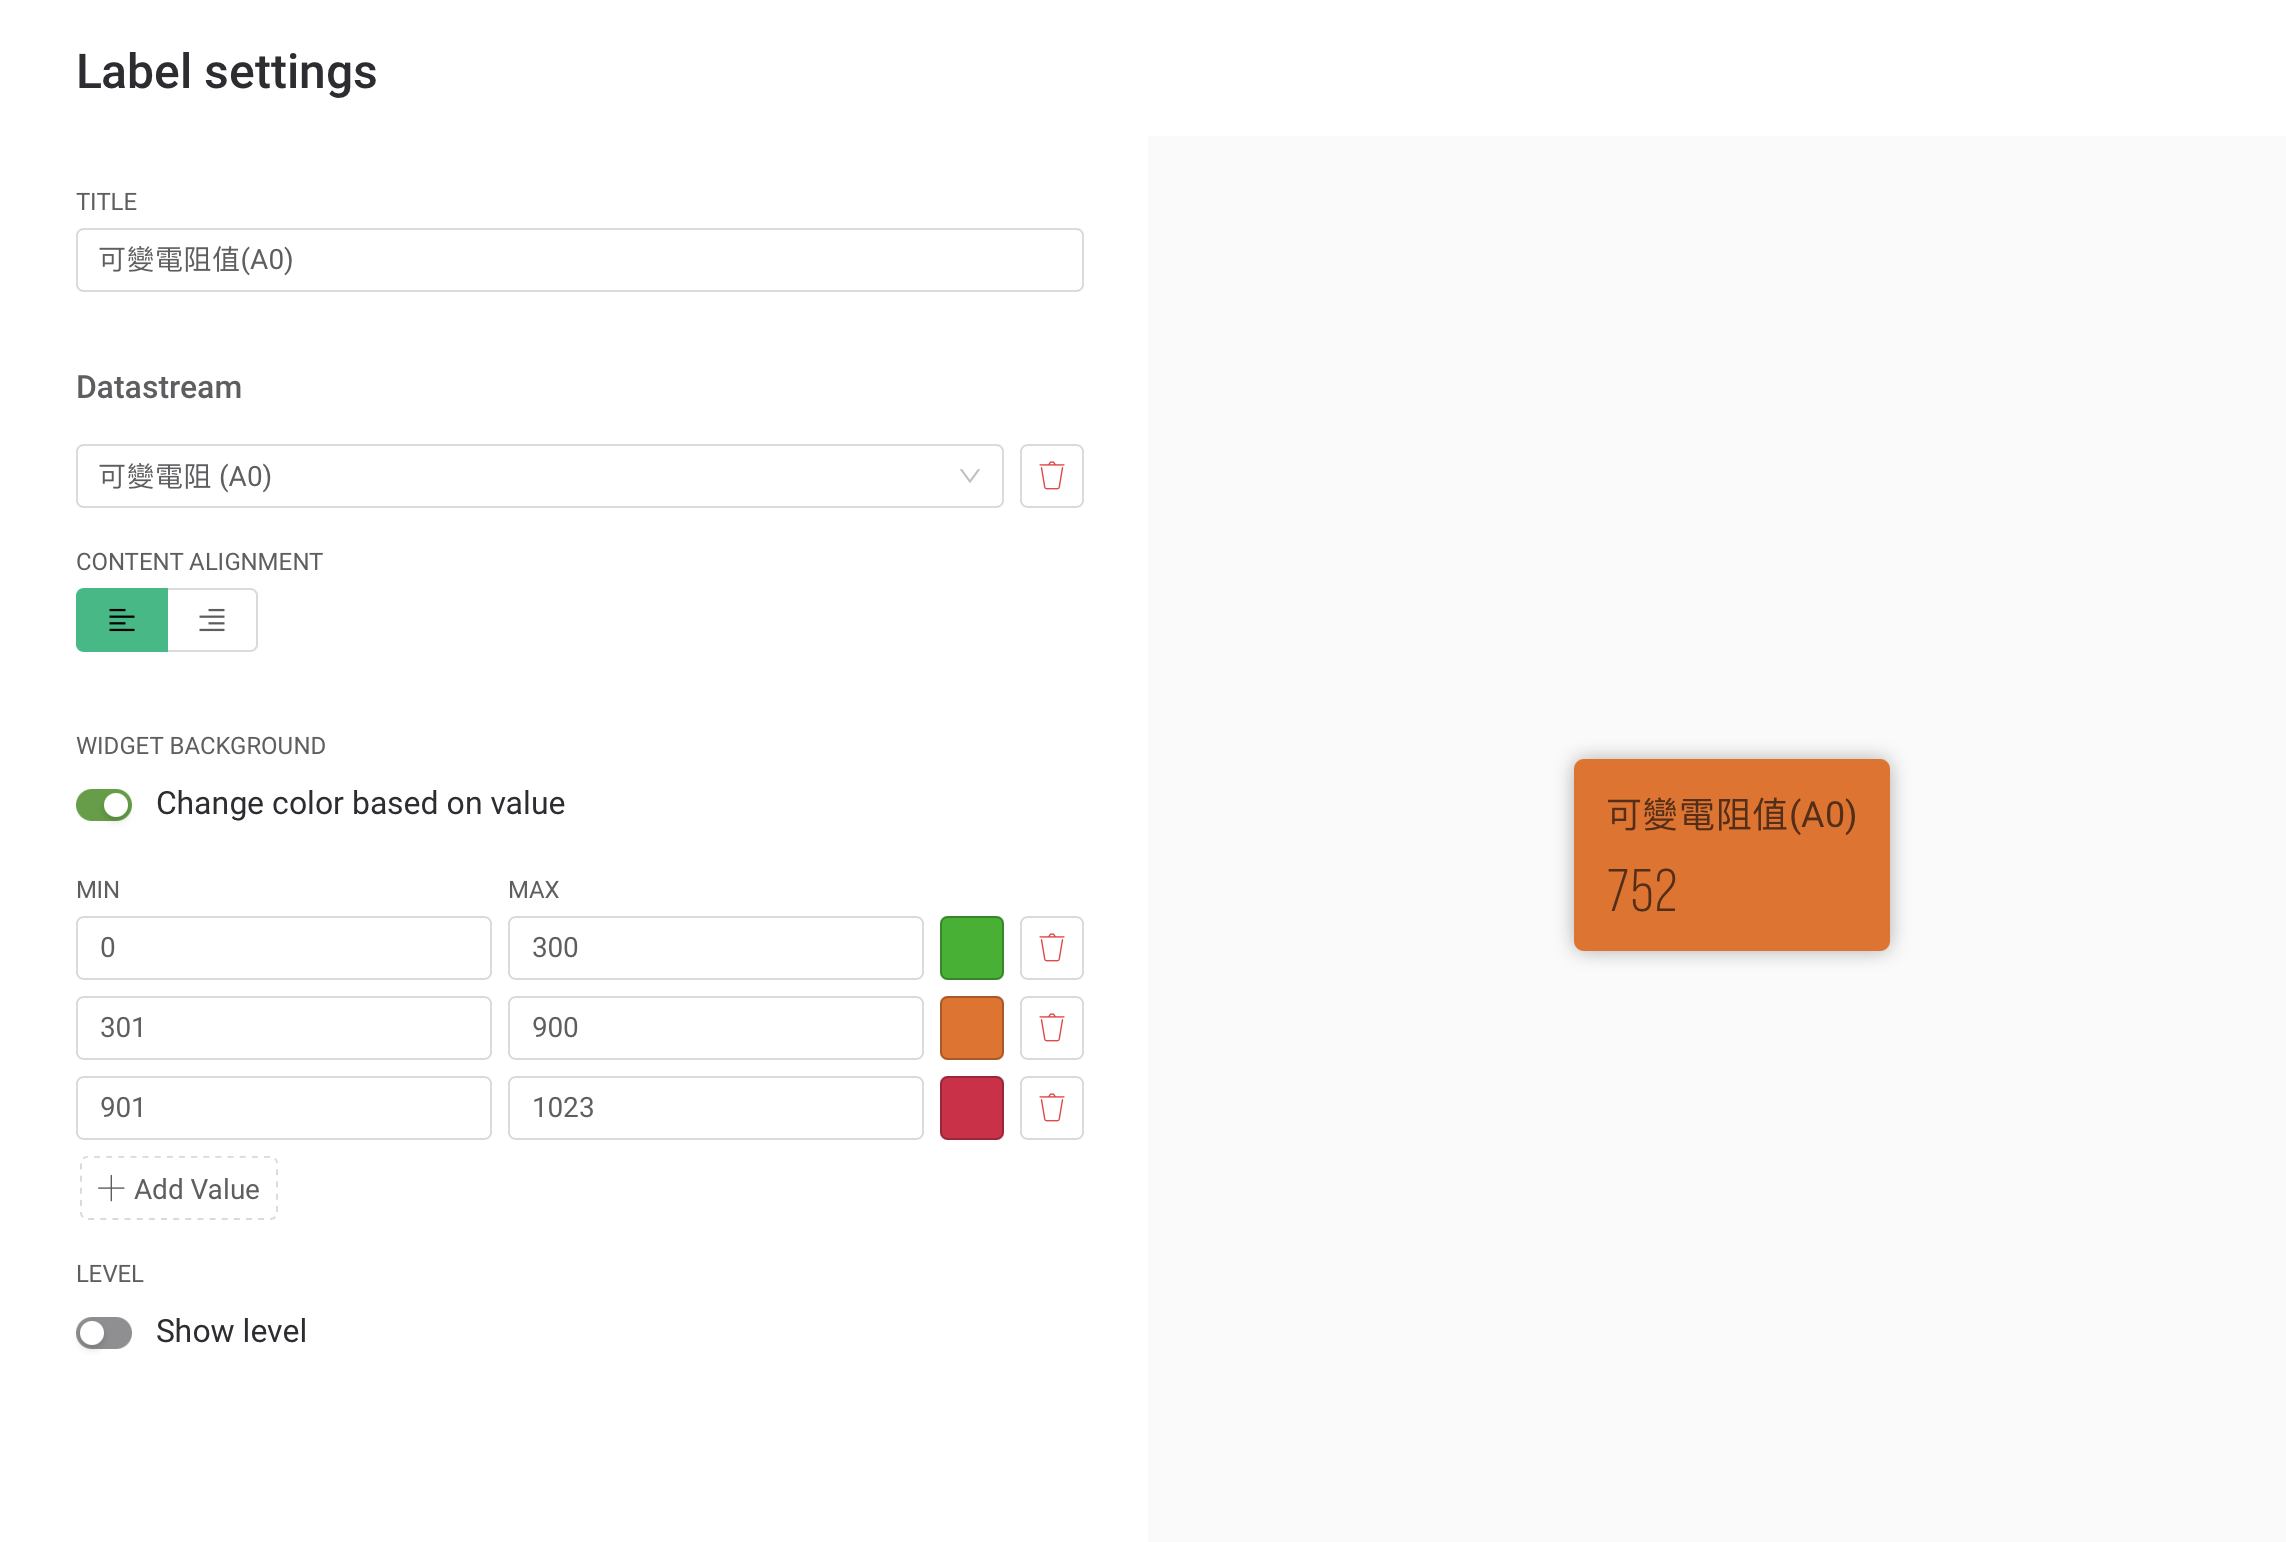 Label settings
TITLE
可變電阻值(A0)
Datastream
可變電阻 (A0)
CONTENT ALIGNMENT
WIDGET BACKGROUND
Change color based on value
MIN MAX
0 300
301 900
901 1023
Add Value
LEVEL
Show level
可變電阻值(A0)
752